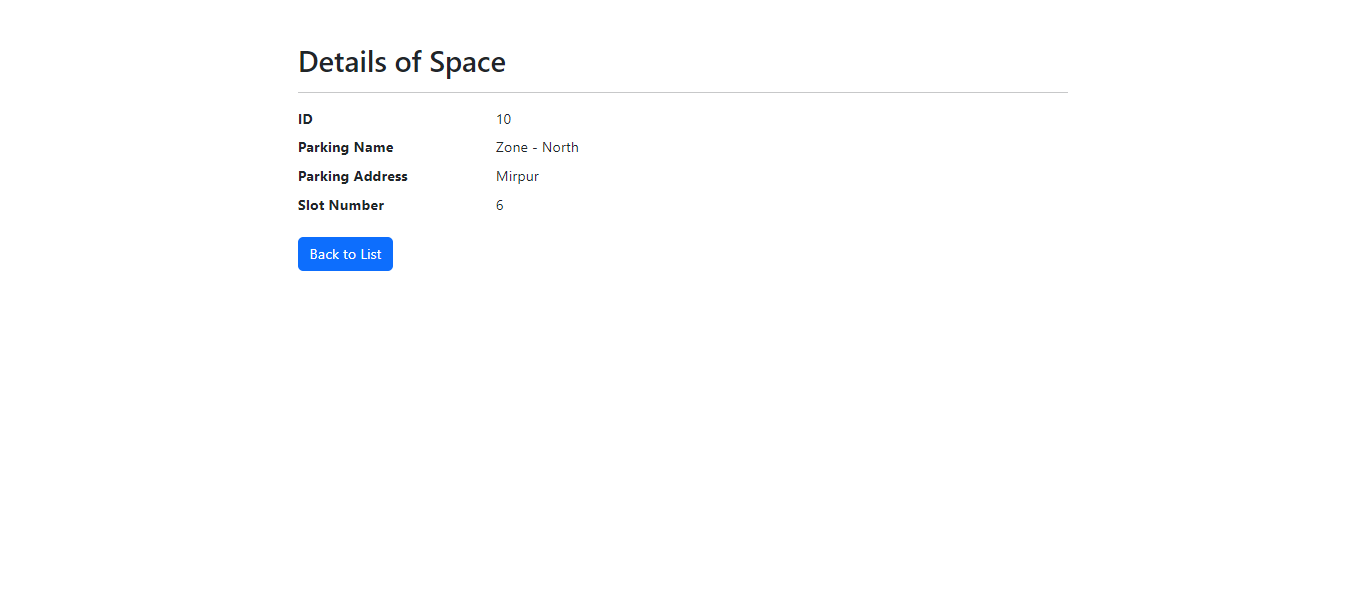 Details of Space
ID 10
Parking Name Zone - North
Parking Address Mirpur
Slot Number 6
Back to List